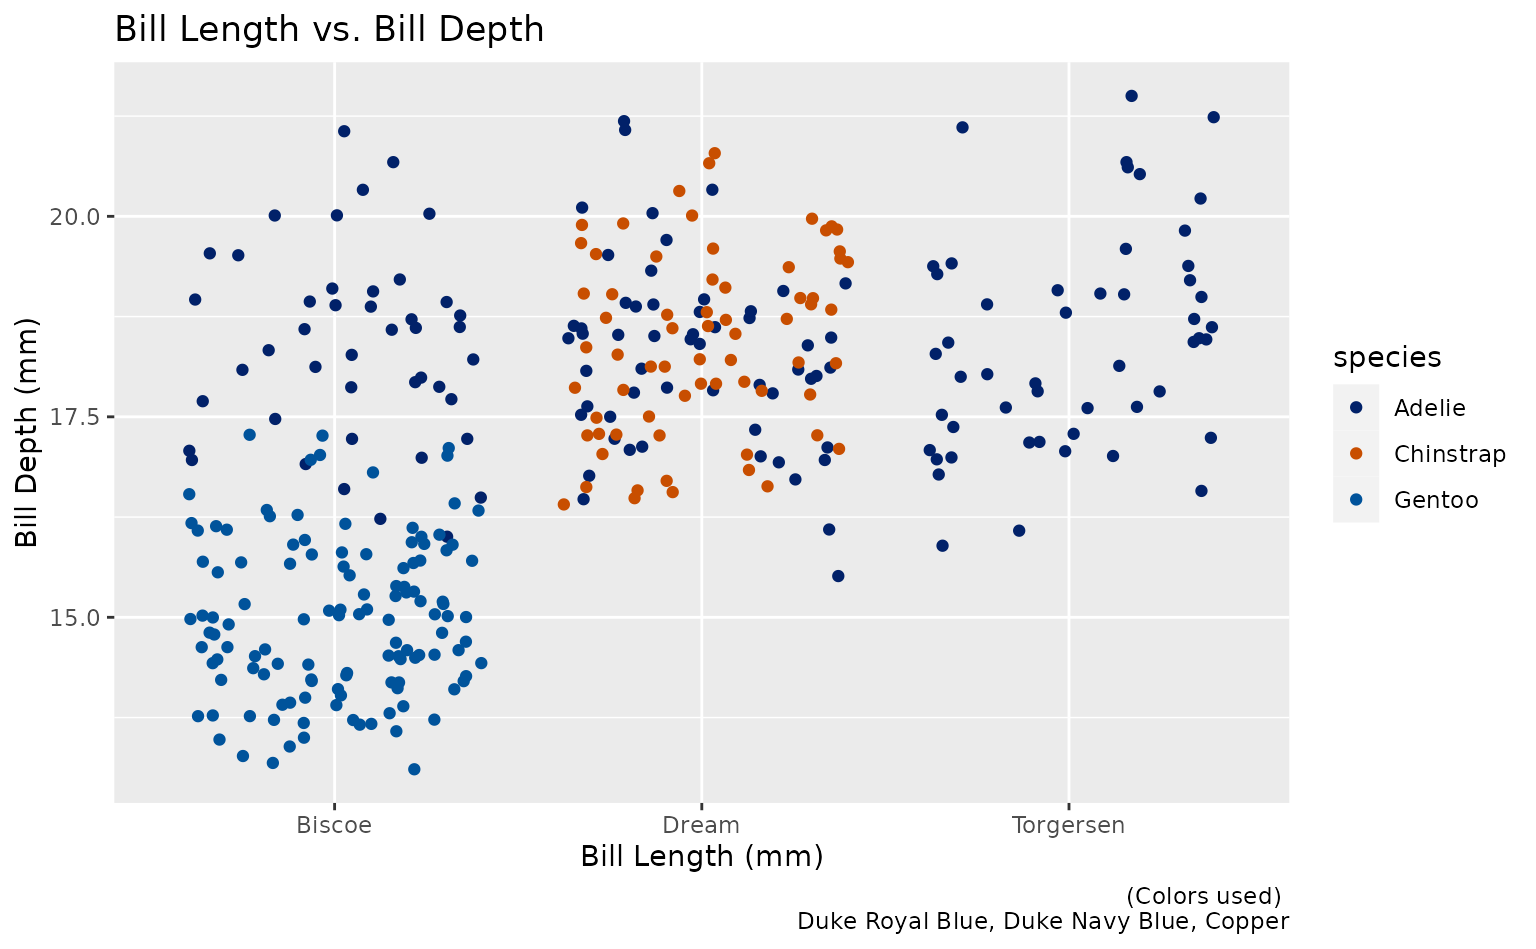 Bill Length vs. Bill Depth
Bill Depth (mm)
20.0
17.5
15.0
Biscoe
Dream
Torgersen
Bill Length (mm)
species
Adelie
Chinstrap
Gentoo
(Colors used)
Duke Royal Blue, Duke Navy Blue, Copper